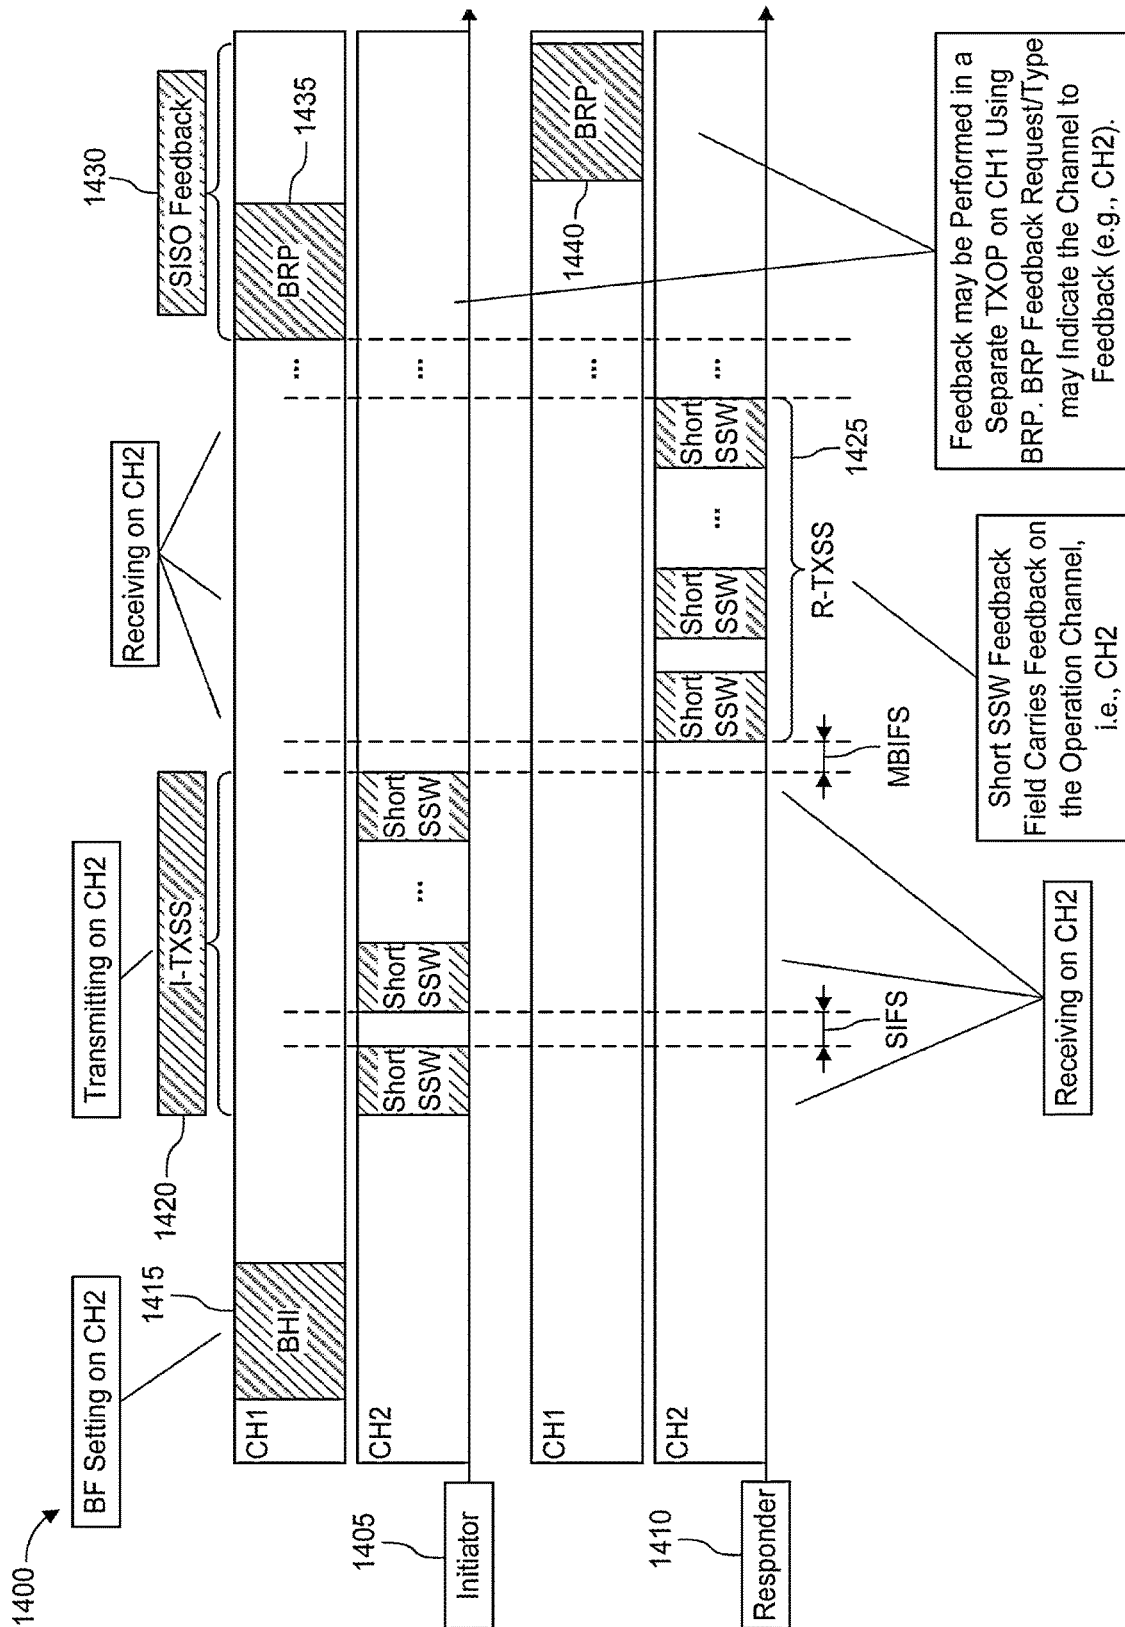 1400
BF Setting on CH2
1415
Transmitting on CH2
1420
I-TXSS
Receiving on CH2
1430
SISO Feedback
1435
CH1
BHI
...
BRP
CH2
Short
SSW
Short
SSW
...
Short
SSW
...
1405
Initiator
CH1
...
1440
BRP
CH2
Short
SSW
Short
SSW
...
Short
SSW
...
1410
Responder
SIFS
MBIFS
R-TXSS
1425
Receiving on CH2
Short SSW Feedback
Field Carries Feedback on
the Operation Channel,
i.e., CH2
Feedback may be Performed in a
Separate TXOP on CH1 Using
BRP. BRP Feedback Request/Type
may Indicate the Channel to
Feedback (e.g., CH2).